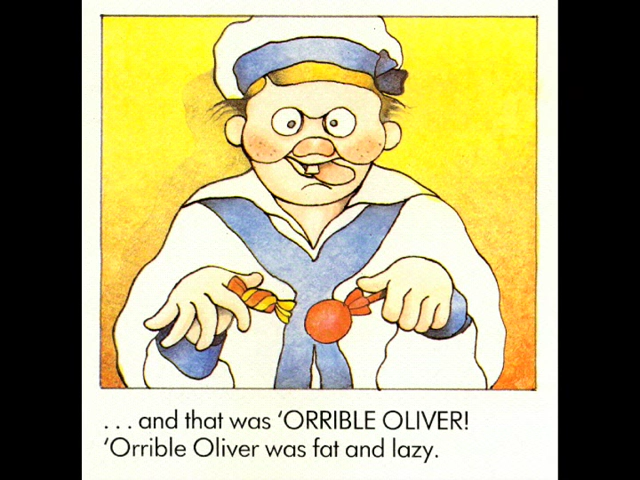 . . . and that was ‘ORRIBLE OLIVER!
‘Orrible Oliver was fat and lazy.